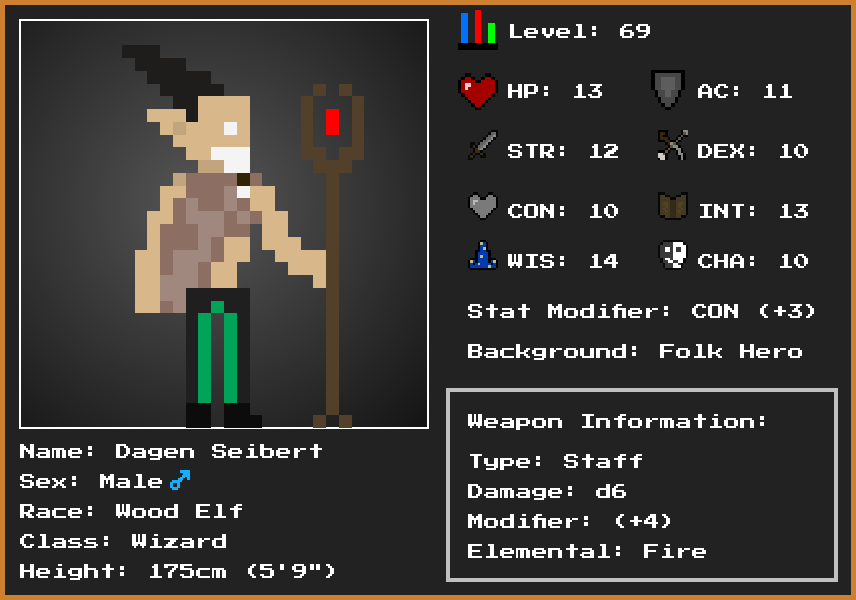 Level: 69
HP: 13 AC: 11
STR: 12 DEX: 10
CON: 10 INT: 13
WIS: 14 CHA: 10
Stat Modifier: CON (+3)
Background: Folk Hero
Weapon Information:
Type: Staff
Damage: d6
Modifier: (+4)
Elemental: Fire
Name: Dagen Seibert
Sex: Male ♂
Race: Wood Elf
Class: Wizard
Height: 175cm (5'9")